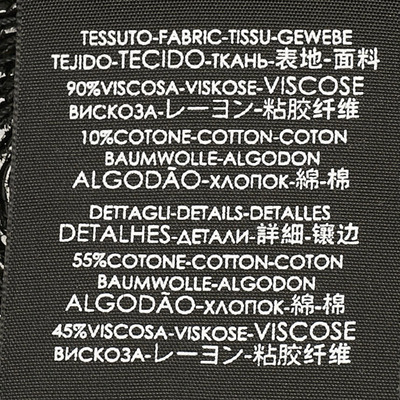 TESSUTO-FABRIC-TISSU-GEWEBE
TEJIDO-TECIDO-ТКАНЬ-表地-面料
90%VISCOSA-VISKOSE-VISCOSE
ВИСКОЗА-レーヨン-粘胶纤维
10%COTONE-COTTON-COTON
BAUMWOLLE-ALGODON
ALGODÃO-ХЛОПОК-綿-棉
DETTAGLI-DETAILS-DETALLES
DETALHES-ДЕТАЛИ-詳細-镶边
55%COTONE-COTTON-COTON
BAUMWOLLE-ALGODON
ALGODÃO-ХЛОПОК-綿-棉
45%VISCOSA-VISKOSE-VISCOSE
ВИСКОЗА-レーヨン-粘胶纤维